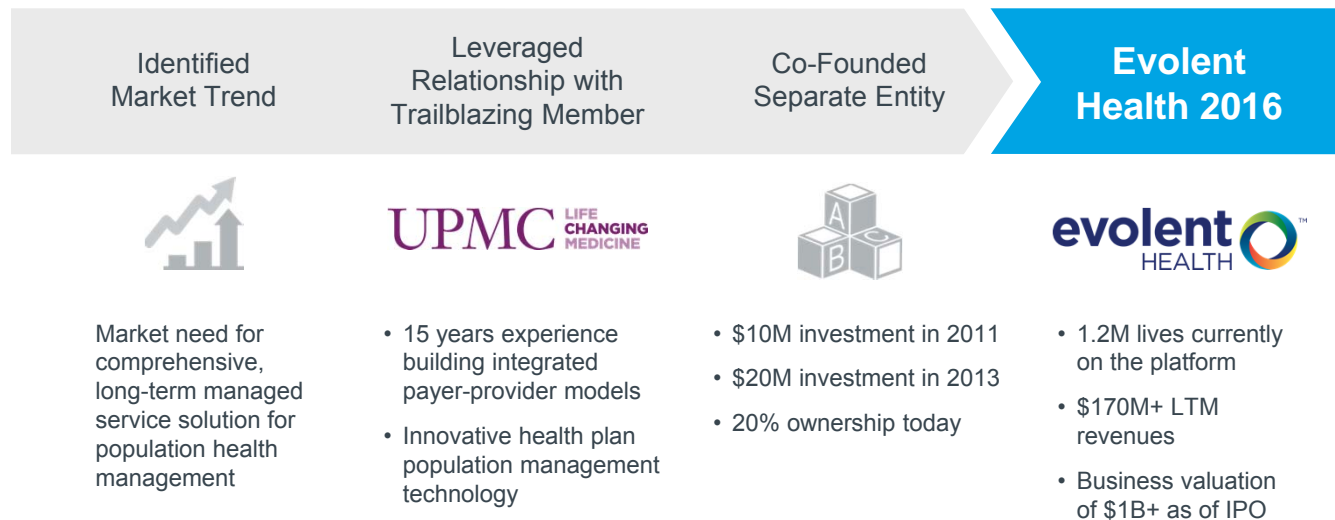 Identified
Market Trend
Leveraged
Relationship with
Trailblazing Member
Co-Founded
Separate Entity
Evolent
Health 2016
UPMC LIFE
CHANGING
MEDICINE
A
B C
evolent
HEALTH
™
Market need for
comprehensive,
long-term managed
service solution for
population health
management
• 15 years experience
building integrated
payer-provider models
• Innovative health plan
population management
technology
• $10M investment in 2011
• $20M investment in 2013
• 20% ownership today
• 1.2M lives currently
on the platform
• $170M+ LTM
revenues
• Business valuation
of $1B+ as of IPO